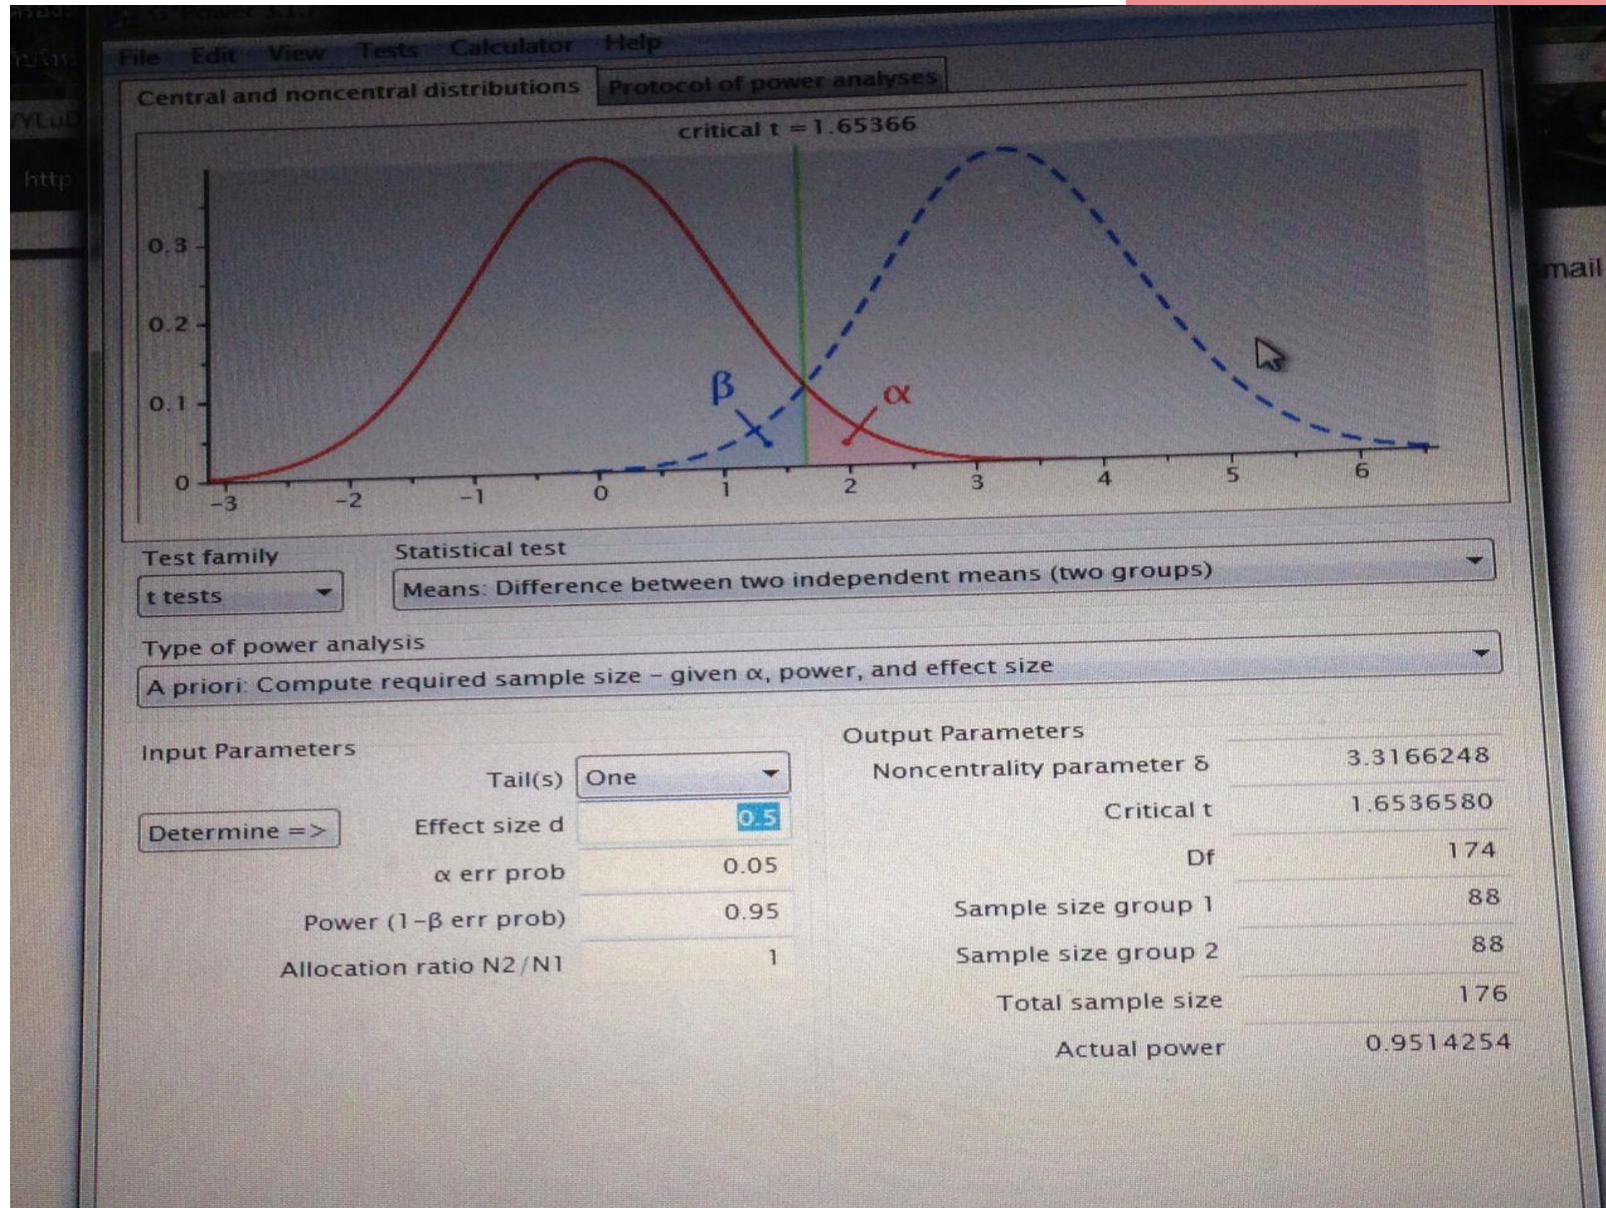 G*Power 3.1.
File Edit View Tests Calculator Help
Central and noncentral distributions Protocol of power analyses
critical t = 1.65366
0.3
0.2
0.1
0
-3 -2 -1 0 1 2 3 4 5 6
β
α
http
mail
Test family Statistical test
t tests Means: Difference between two independent means (two groups)
Type of power analysis
A priori: Compute required sample size – given α, power, and effect size
Input Parameters Output Parameters
Tail(s) One Noncentrality parameter δ 3.3166248
Determine => Effect size d 0.5 Critical t 1.6536580
α err prob 0.05 Df 174
Power (1-β err prob) 0.95 Sample size group 1 88
Allocation ratio N2/N1 1 Sample size group 2 88
Total sample size 176
Actual power 0.9514254